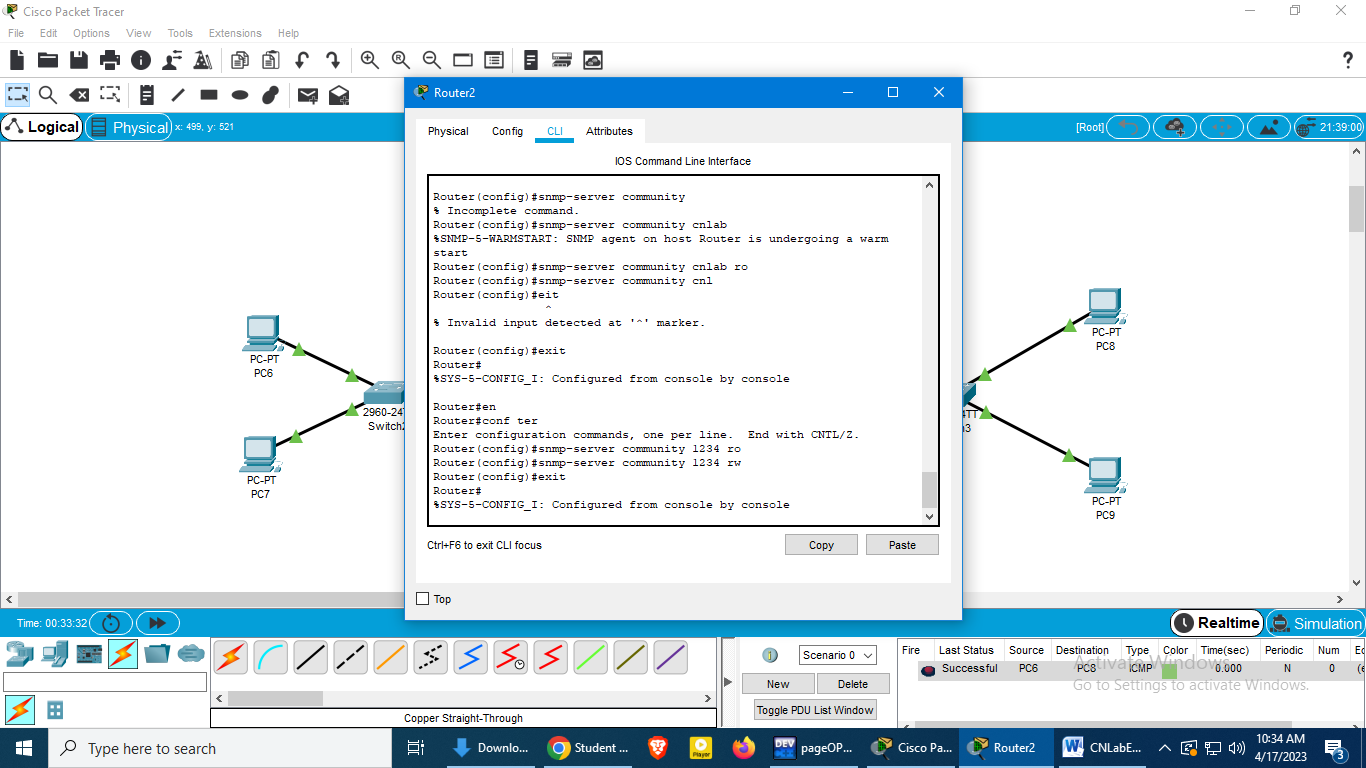 Cisco Packet Tracer
File Edit Options View Tools Extensions Help
Logical
Physical
x: 499, y: 521
[Root]
21:39:00
Router2
Physical Config CLI Attributes
IOS Command Line Interface
Router(config)#snmp-server community
% Incomplete command.
Router(config)#snmp-server community cnlab
%SNMP-5-WARMSTART: SNMP agent on host Router is undergoing a warm
start
Router(config)#snmp-server community cnlab ro
Router(config)#snmp-server community cnl
Router(config)#eit
^
% Invalid input detected at '^' marker.
Router(config)#exit
Router#
%SYS-5-CONFIG_I: Configured from console by console
Router#en
Router#conf ter
Enter configuration commands, one per line.  End with CNTL/Z.
Router(config)#snmp-server community 1234 ro
Router(config)#snmp-server community 1234 rw
Router(config)#exit
Router#
%SYS-5-CONFIG_I: Configured from console by console
Ctrl+F6 to exit CLI focus
Copy
Paste
Top
PC-PT
PC6
PC-PT
PC7
2960-24T
Switch2
TT
3
PC-PT
PC8
PC-PT
PC9
Time: 00:33:32
Realtime
Simulation
Copper Straight-Through
Scenario 0
New
Delete
Toggle PDU List Window
Fire Last Status Source Destination Type Color Time(sec) Periodic Num Ed
Successful PC6 PC8 ICMP 0.000 N 0 (e
Activate Windows
Go to Settings to activate Windows.
Type here to search
Downlo...
Student ...
Player
DEV
pageOP...
Cisco Pa...
Router2
CNLabE...
10:34 AM
4/17/2023
3